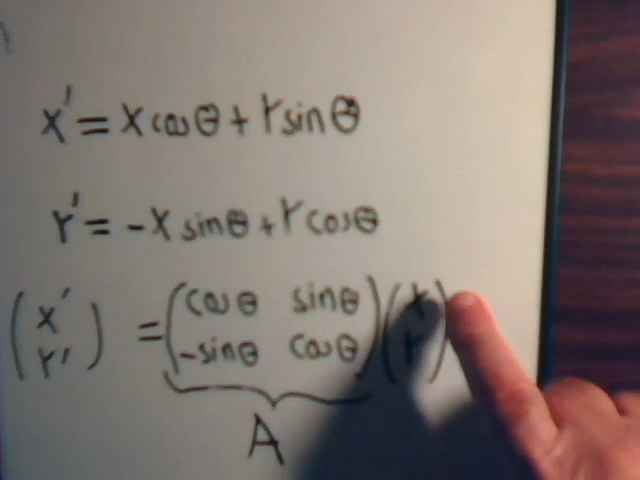 x' = x cos θ + Y sin θ
Y' = -x sin θ + Y cos θ
(x' Y') = (cos θ sin θ -sin θ cos θ) (x Y)
A